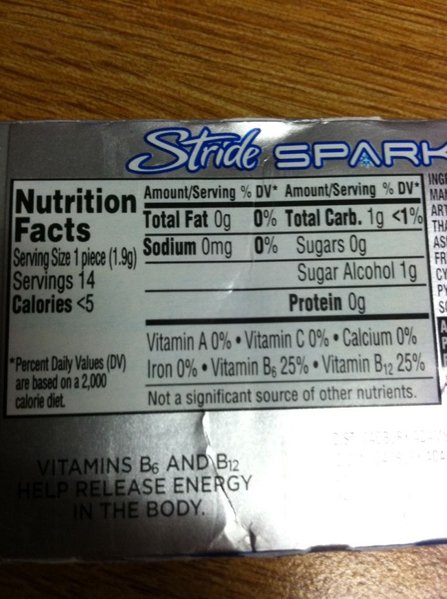 Stride SPARK
Nutrition
Facts
Serving Size 1 piece (1.9g)
Servings 14
Calories <5
*Percent Daily Values (DV)
are based on a 2,000
calorie diet.
Amount/Serving % DV* Amount/Serving % DV*
Total Fat 0g 0% Total Carb. 1g <1%
Sodium 0mg 0% Sugars 0g
Sugar Alcohol 1g
Protein 0g
Vitamin A 0% • Vitamin C 0% • Calcium 0%
Iron 0% • Vitamin B6 25% • Vitamin B12 25%
Not a significant source of other nutrients.
VITAMINS B6 AND B12
HELP RELEASE ENERGY
IN THE BODY.